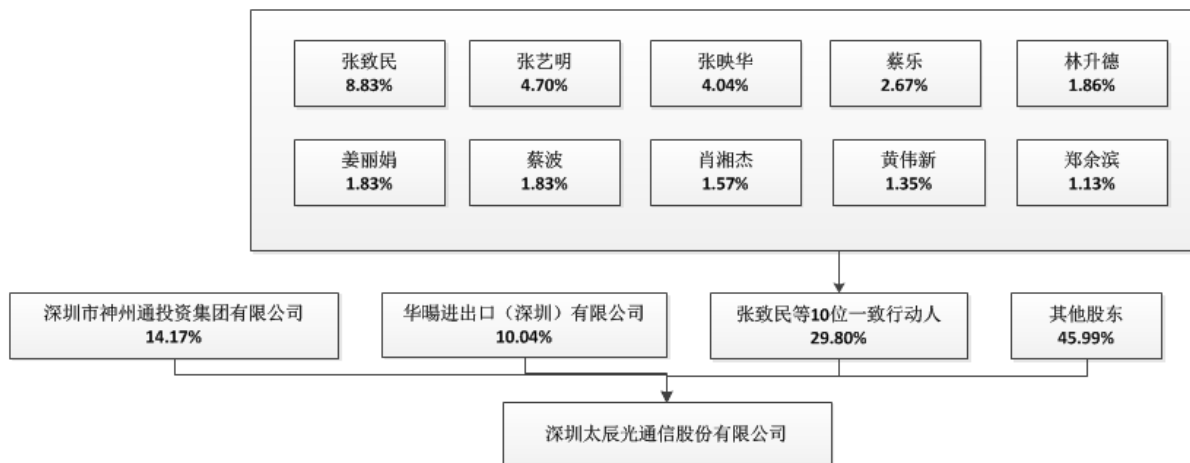 张致民
8.83%
张艺明
4.70%
张映华
4.04%
蔡乐
2.67%
林升德
1.86%
姜丽娟
1.83%
蔡波
1.83%
肖湘杰
1.57%
黄伟新
1.35%
郑余滨
1.13%
深圳市神州通投资集团有限公司
14.17%
华暘进出口（深圳）有限公司
10.04%
张致民等10位一致行动人
29.80%
其他股东
45.99%
深圳太辰光通信股份有限公司